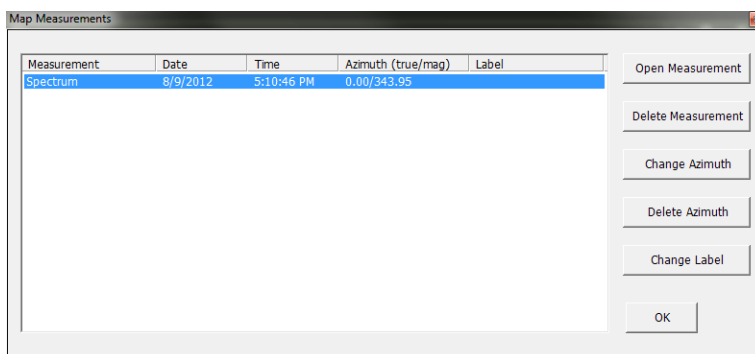 Map Measurements
Measurement Date Time Azimuth (true/mag) Label
Spectrum 8/9/2012 5:10:46 PM 0.00/343.95
Open Measurement
Delete Measurement
Change Azimuth
Delete Azimuth
Change Label
OK